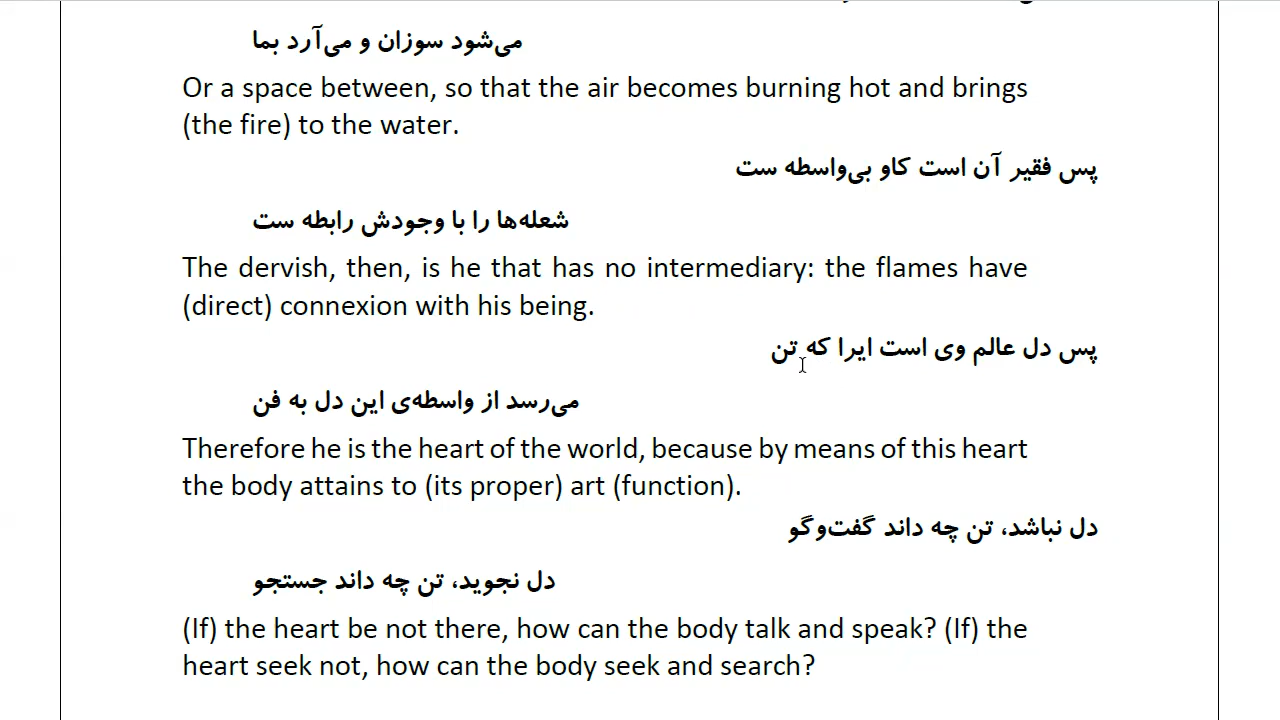 می‌شود سوزان و می‌آرد بما
Or a space between, so that the air becomes burning hot and brings
(the fire) to the water.
پس فقیر آن است کاو بی‌واسطه ست
شعله‌ها را با وجودش رابطه ست
The dervish, then, is he that has no intermediary: the flames have
(direct) connexion with his being.
پس دل عالم وی است ایرا که تن
می‌رسد از واسطه‌ی این دل به فن
Therefore he is the heart of the world, because by means of this heart
the body attains to (its proper) art (function).
دل نباشد، تن چه داند گفت‌وگو
دل نجوید، تن چه داند جستجو
(If) the heart be not there, how can the body talk and speak? (If) the
heart seek not, how can the body seek and search?